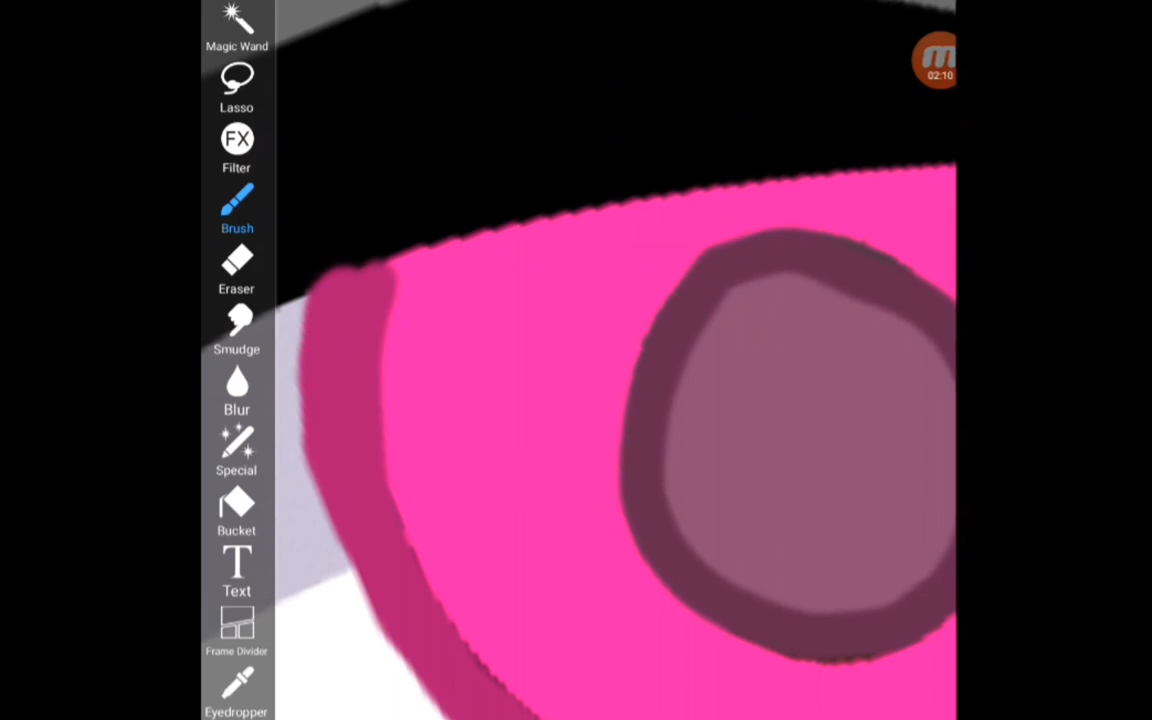 Magic Wand
02:10
Lasso
FX
Filter
Brush
Eraser
Smudge
Blur
Special
Bucket
T
Text
Frame Divider
Eyedropper